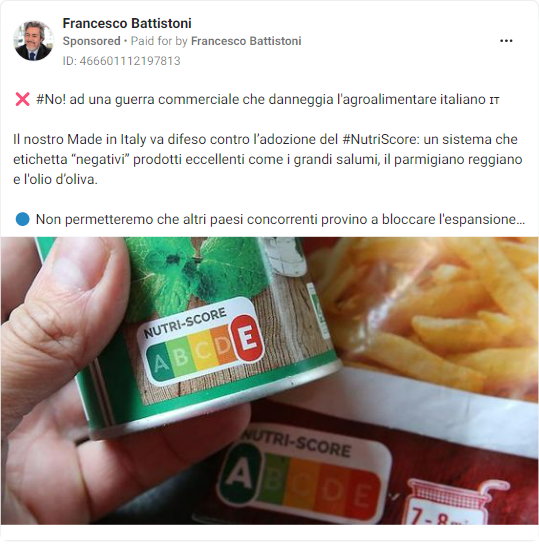 Francesco Battistoni
Sponsored • Paid for by Francesco Battistoni
ID: 466601112197813
❌ #No! ad una guerra commerciale che danneggia l'agroalimentare italiano ɪᴛ
Il nostro Made in Italy va difeso contro l’adozione del #NutriScore: un sistema che
etichetta “negativi” prodotti eccellenti come i grandi salumi, il parmigiano reggiano
e l'olio d’oliva.
🔵 Non permetteremo che altri paesi concorrenti provino a bloccare l'espansione...
NUTRI-SCORE
A B C D E
NUTRI-SCORE
A B C D E
7-8